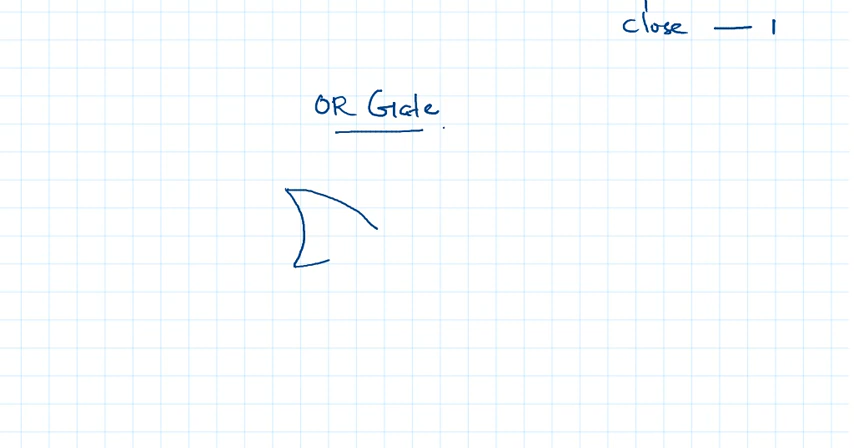 close — 1
OR Gate